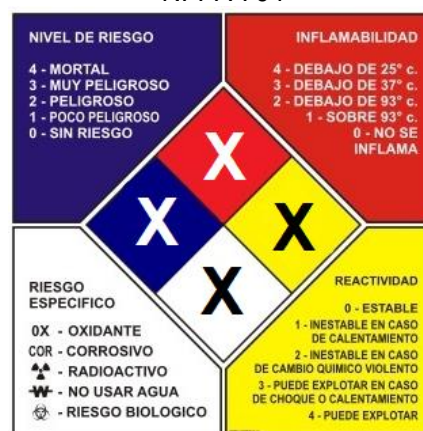 NIVEL DE RIESGO
4 - MORTAL
3 - MUY PELIGROSO
2 - PELIGROSO
1 - POCO PELIGROSO
0 - SIN RIESGO
INFLAMABILIDAD
4 - DEBAJO DE 25° c.
3 - DEBAJO DE 37° c.
2 - DEBAJO DE 93° c.
1 - SOBRE 93° c.
0 - NO SE
INFLAMA
X
X
X
X
RIESGO
ESPECIFICO
OX - OXIDANTE
COR - CORROSIVO
- RADIOACTIVO
W - NO USAR AGUA
- RIESGO BIOLOGICO
REACTIVIDAD
0 - ESTABLE
1 - INESTABLE EN CASO
DE CALENTAMIENTO
2 - INESTABLE EN CASO
DE CAMBIO QUIMICO VIOLENTO
3 - PUEDE EXPLOTAR EN CASO
DE CHOQUE O CALENTAMIENTO
4 - PUEDE EXPLOTAR